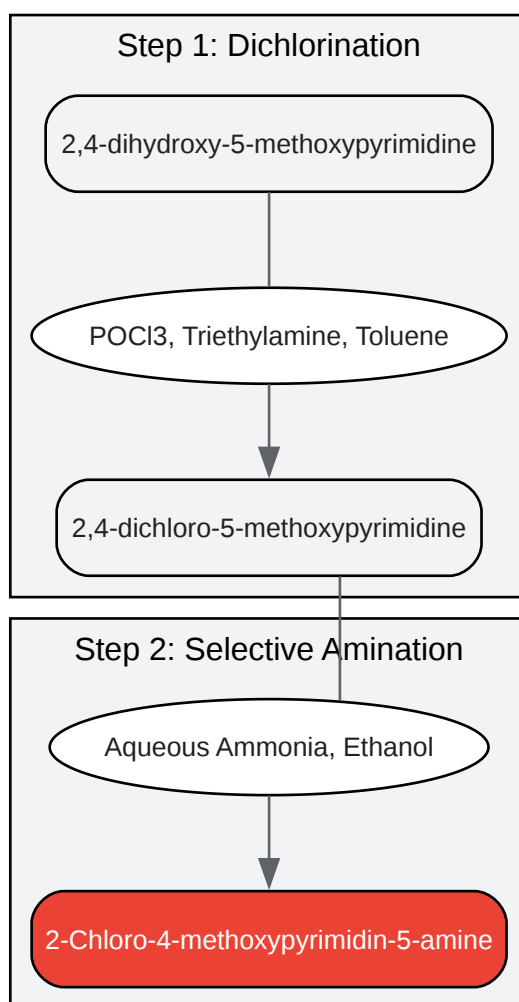 Step 1: Dichlorination
2,4-dihydroxy-5-methoxypyrimidine
POCl3, Triethylamine, Toluene
2,4-dichloro-5-methoxypyrimidine
Step 2: Selective Amination
Aqueous Ammonia, Ethanol
2-Chloro-4-methoxypyrimidin-5-amine